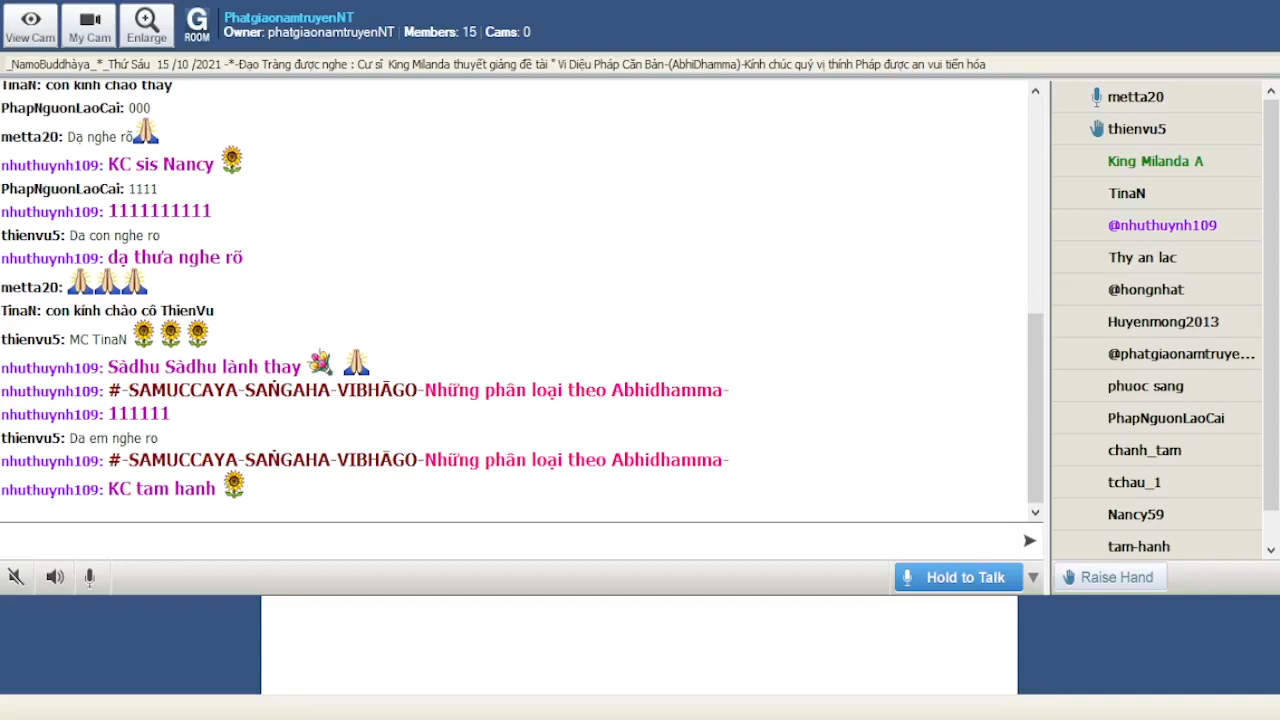 View Cam
My Cam
Enlarge
G
ROOM
PhatgiaonamtruyenNT
Owner: phatgiaonamtruyenNT | Members: 15 | Cams: 0
_NamoBuddhàya_*_Thứ Sáu 15 /10 /2021 -*-Đạo Tràng được nghe : Cư sĩ King Milanda thuyết giảng đề tài " Vi Diệu Pháp Căn Bản-(AbhiDhamma)-Kính chúc quý vị thính Pháp được an vui tiến hóa
TinaN: con kinh chao thay
PhapNguonLaoCai: 000
metta20: Dạ nghe rõ
nhuthuynh109: KC sis Nancy
PhapNguonLaoCai: 1111
nhuthuynh109: 1111111111
thienvu5: Da con nghe ro
nhuthuynh109: dạ thưa nghe rõ
metta20:
TinaN: con kính chào cô ThienVu
thienvu5: MC TinaN
nhuthuynh109: Sàdhu Sàdhu lành thay
nhuthuynh109: #-SAMUCCAYA-SAṄGAHA-VIBHĀGO-Những phân loại theo Abhidhamma-
nhuthuynh109: 111111
thienvu5: Da em nghe ro
nhuthuynh109: #-SAMUCCAYA-SAṄGAHA-VIBHĀGO-Những phân loại theo Abhidhamma-
nhuthuynh109: KC tam hanh
metta20
thienvu5
King Milanda A
TinaN
@nhuthuynh109
Thy an lac
@hongnhat
Huyenmong2013
@phatgiaonamtruye...
phuoc sang
PhapNguonLaoCai
chanh_tam
tchau_1
Nancy59
tam-hanh
Hold to Talk
Raise Hand